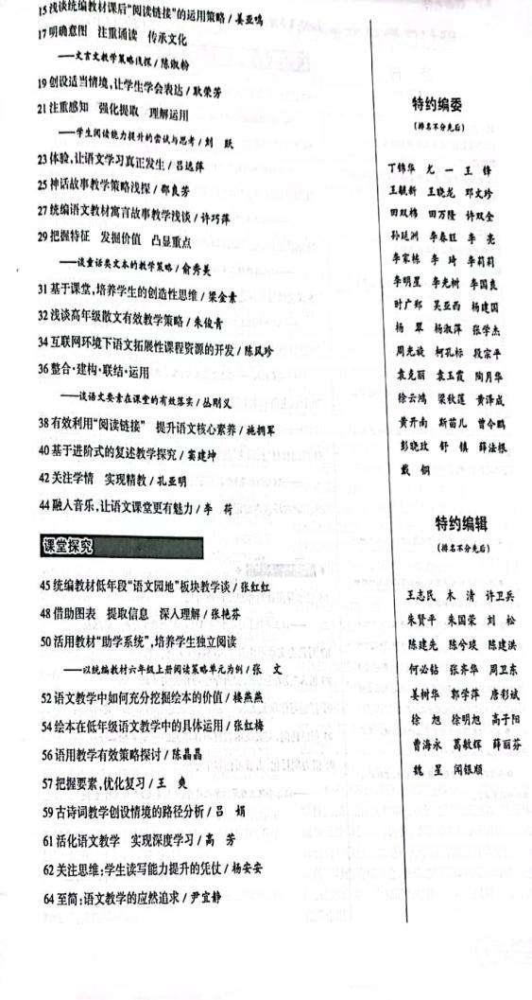 15 浅谈统编教材课后“阅读链接”的运用策略 / 姜亚鸣
17 明确意图 注重诵读 传承文化
——文言文教学策略浅探 / 陈淑粉
19 创设适当情境,让学生学会表达 / 耿荣芳
21 注重感知 强化提取 理解运用
——学生阅读能力提升的尝试与思考 / 刘 跃
23 体验,让语文学习真正发生 / 吕远萍
25 神话故事教学策略浅探 / 邵良芳
27 统编语文教材寓言故事教学浅谈 / 许巧萍
29 把握特征 发掘价值 凸显重点
——谈童话类文本的教学策略 / 俞秀美
31 基于课堂,培养学生的创造性思维 / 梁金素
32 浅谈高年级散文有效教学策略 / 朱俊青
34 互联网环境下语文拓展性课程资源的开发 / 陈凤珍
36 整合·建构·联结·运用
——谈语文要素在课堂的有效落实 / 丛刚义
38 有效利用“阅读链接” 提升语文核心素养 / 施拥军
40 基于进阶式的复述教学探究 / 窦建坤
42 关注学情 实现精教 / 孔亚明
44 融入音乐,让语文课堂更有魅力 / 李 荷
课堂探究
45 统编教材低年段“语文园地”板块教学谈 / 张红红
48 借助图表 提取信息 深入理解 / 张艳芬
50 活用教材“助学系统”,培养学生独立阅读
——以统编教材六年级上册阅读策略单元为例 / 张 文
52 语文教学中如何充分挖掘绘本的价值 / 楼燕燕
54 绘本在低年级语文教学中的具体运用 / 张红梅
56 语用教学有效策略探讨 / 陈晶晶
57 把握要素,优化复习 / 王 爽
59 古诗词教学创设情境的路径分析 / 吕 娟
61 活化语文教学 实现深度学习 / 高 芳
62 关注思维:学生读写能力提升的凭仗 / 杨安安
64 至简:语文教学的应然追求 / 尹宜静
特约编委
(排名不分先后)
丁锦华 尤 一 王 锋
王毓新 王晓龙 邓文珍
田双棉 田万隆 许双全
孙延洲 李春旺 李 亮
李家栋 李 琦 李莉莉
李明星 李光树 李国良
时广郑 吴亚西 杨建国
杨 翠 杨淑萍 张学杰
周光旋 柯孔标 段宗平
袁克丽 袁玉霞 陶月华
徐云鸿 梁秋莲 黄泽成
黄开南 斯苗儿 曾令鹏
彭晓玫 舒 镇 薛法根
戴 铜
特约编辑
(排名不分先后)
王志民 木 清 许卫兵
朱贤平 朱国荣 刘 松
陈建先 陈兮琰 陈建洪
何必钻 张齐华 周卫东
姜树华 郭学萍 唐彩斌
徐 旭 徐明旭 高子阳
曹海永 葛敏辉 薛丽芬
魏 星 闻银顺